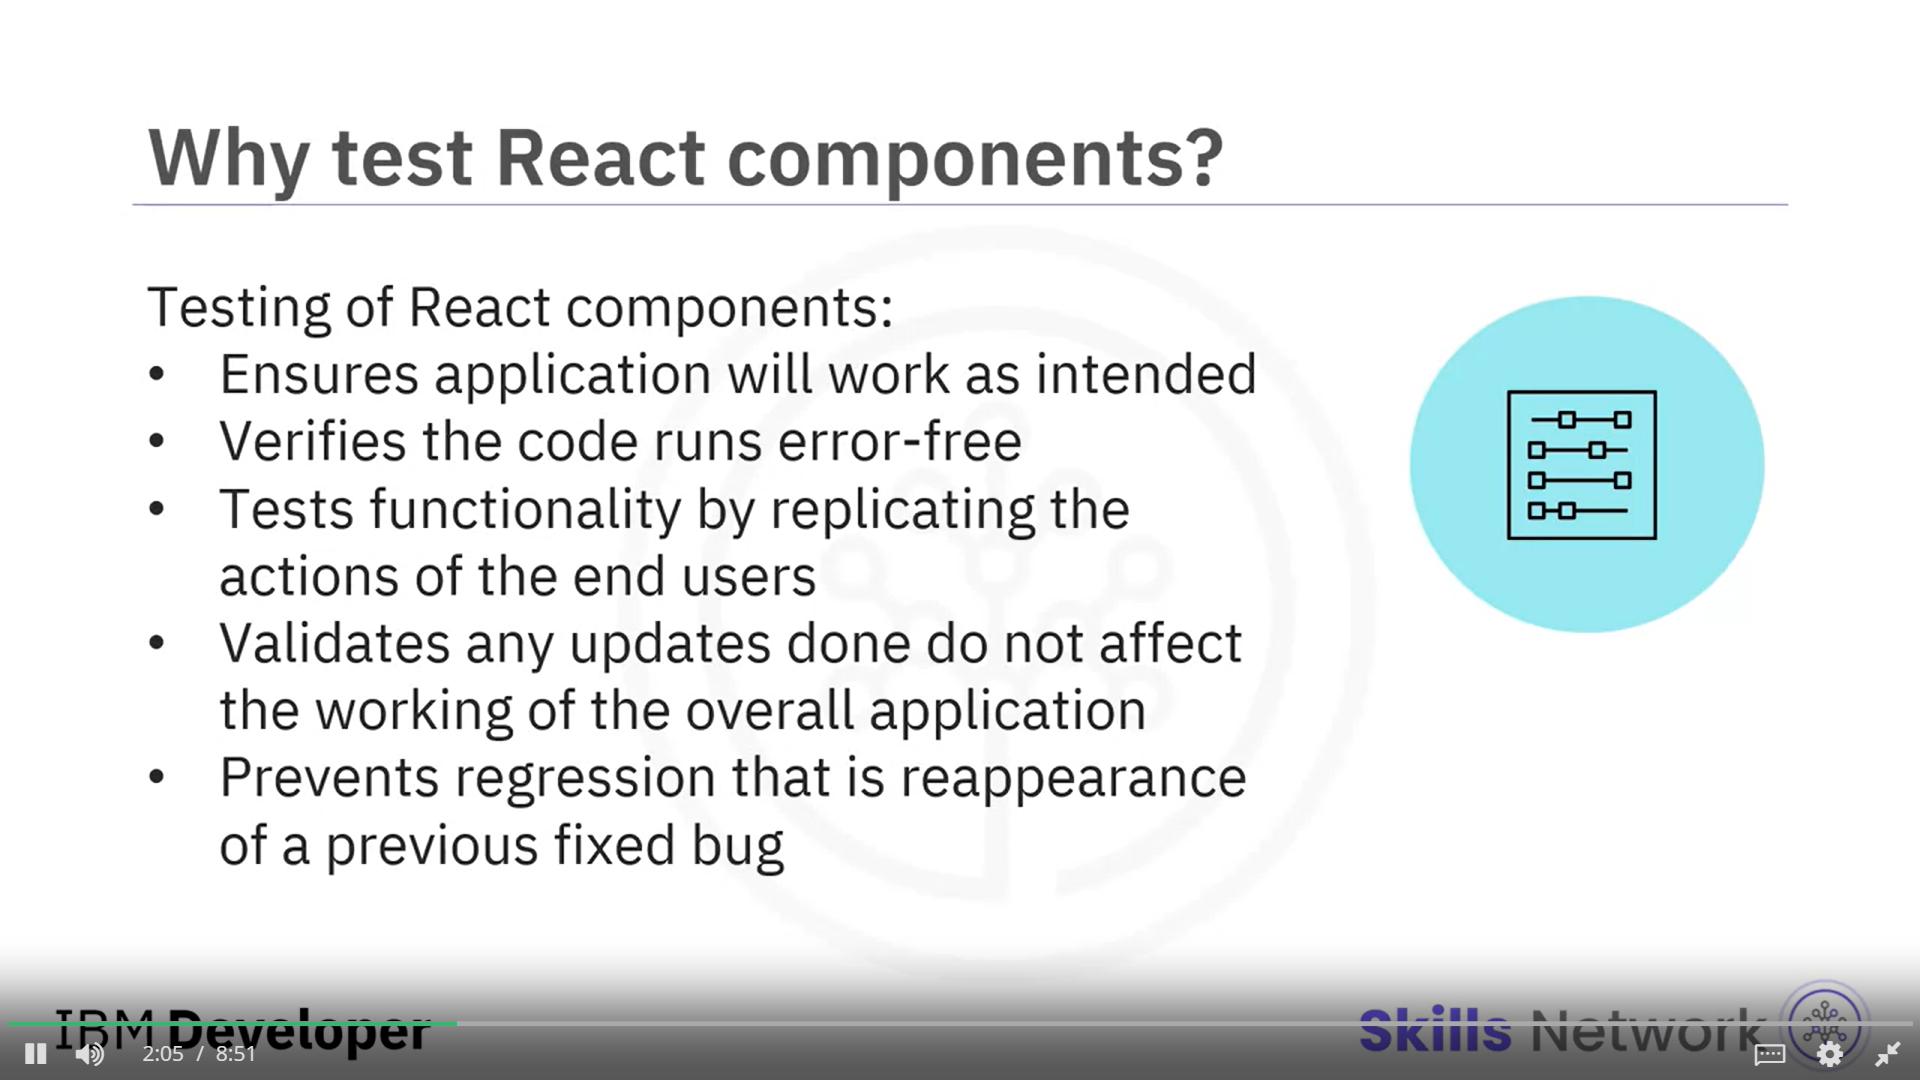 Why test React components?
Testing of React components:
• Ensures application will work as intended
• Verifies the code runs error-free
• Tests functionality by replicating the
actions of the end users
• Validates any updates done do not affect
the working of the overall application
• Prevents regression that is reappearance
of a previous fixed bug
IBM Developer
Skills Network
2:05 / 8:51